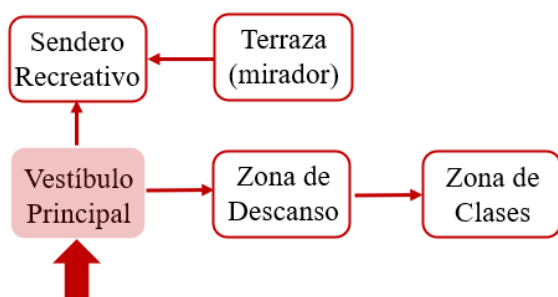 Sendero
Recreativo
Terraza
(mirador)
Vestíbulo
Principal
Zona de
Descanso
Zona de
Clases